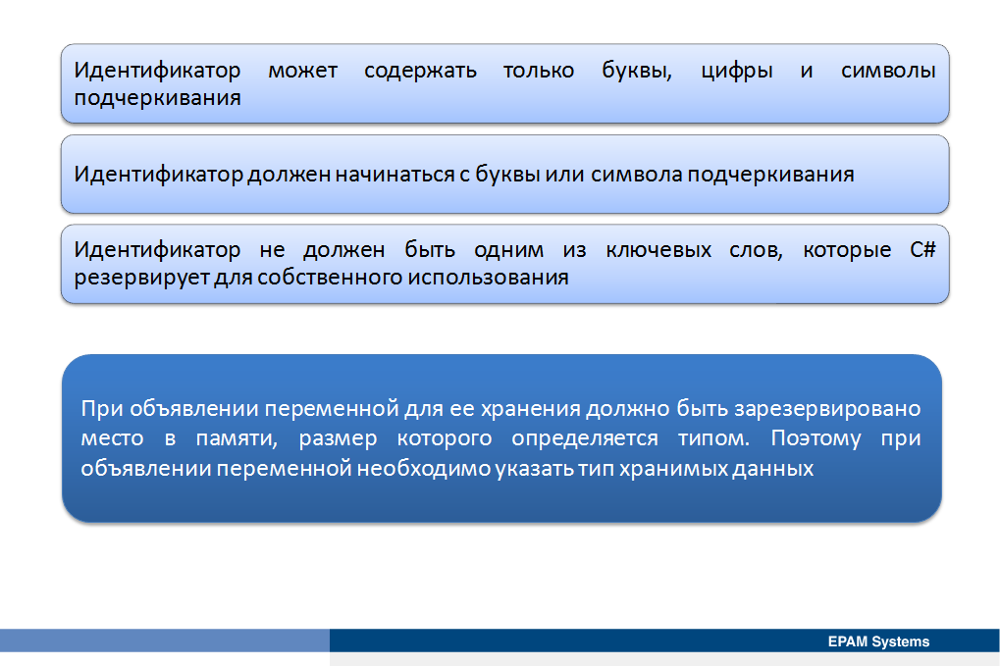 Идентификатор может содержать только буквы, цифры и символы
подчеркивания
Идентификатор должен начинаться с буквы или символа подчеркивания
Идентификатор не должен быть одним из ключевых слов, которые C#
резервирует для собственного использования
При объявлении переменной для ее хранения должно быть зарезервировано
место в памяти, размер которого определяется типом. Поэтому при
объявлении переменной необходимо указать тип хранимых данных
EPAM Systems